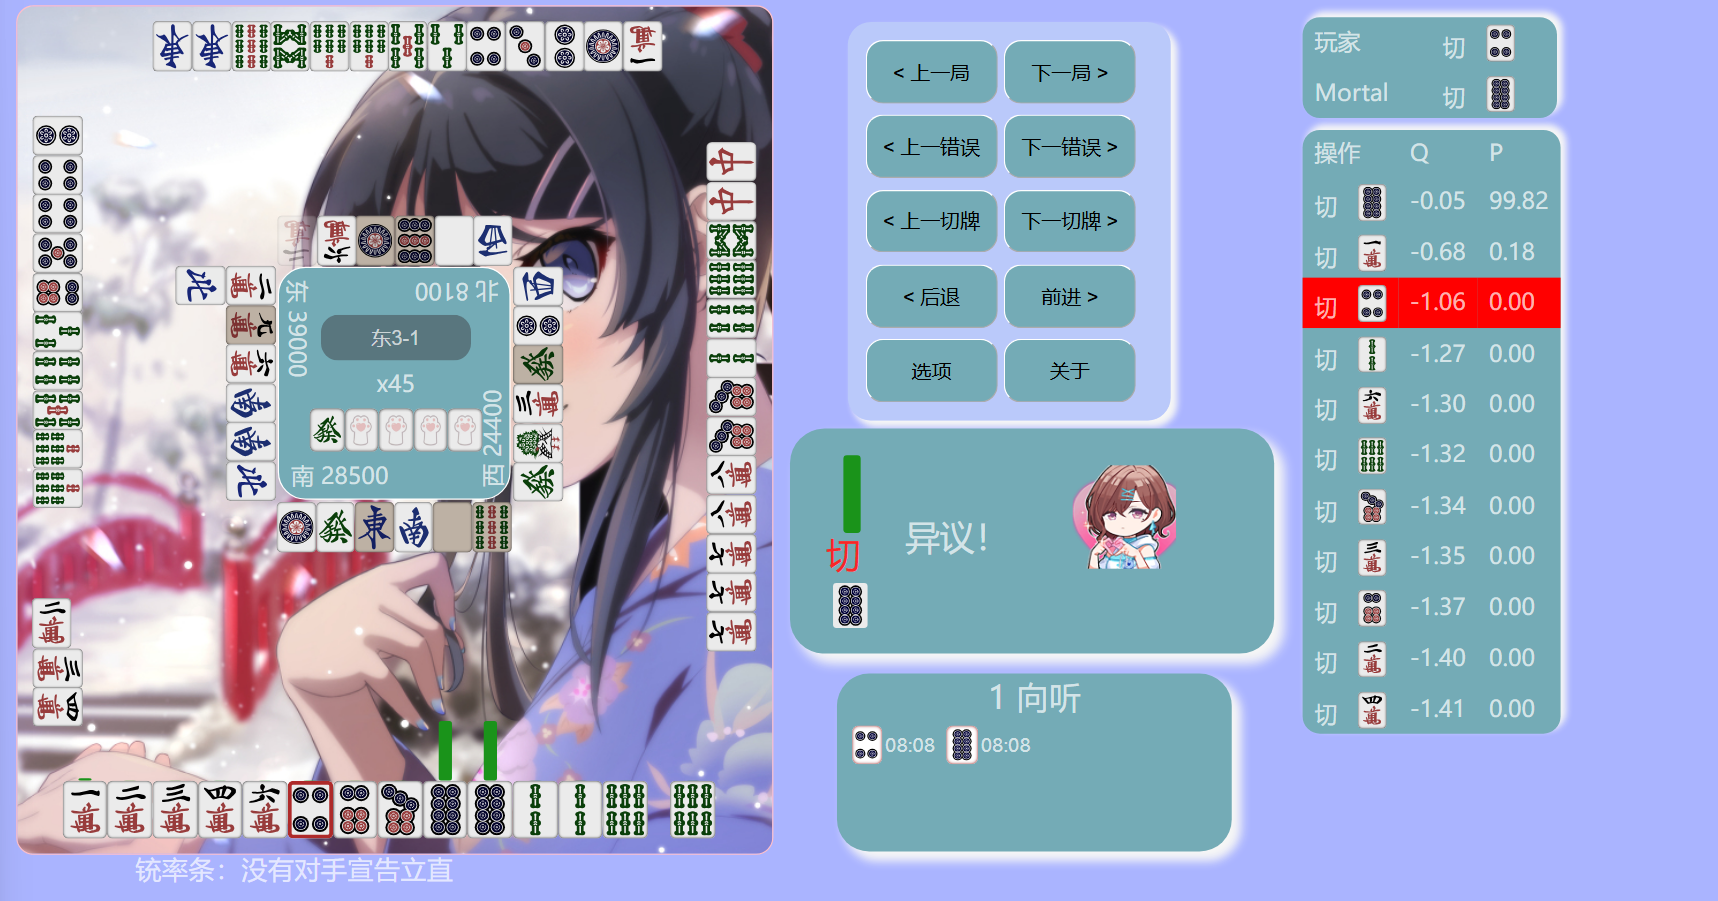 东 39000
北 8100
东3-1
x45
南 28500
西 24400
铳率条：没有对手宣告立直
< 上一局
下一局 >
< 上一错误
下一错误 >
< 上一切牌
下一切牌 >
< 后退
前进 >
选项
关于
切
异议！
1 向听
08:08
08:08
玩家 切
Mortal 切
操作 Q P
切 -0.05 99.82
切 -0.68 0.18
切 -1.06 0.00
切 -1.27 0.00
切 -1.30 0.00
切 -1.32 0.00
切 -1.34 0.00
切 -1.35 0.00
切 -1.37 0.00
切 -1.40 0.00
切 -1.41 0.00